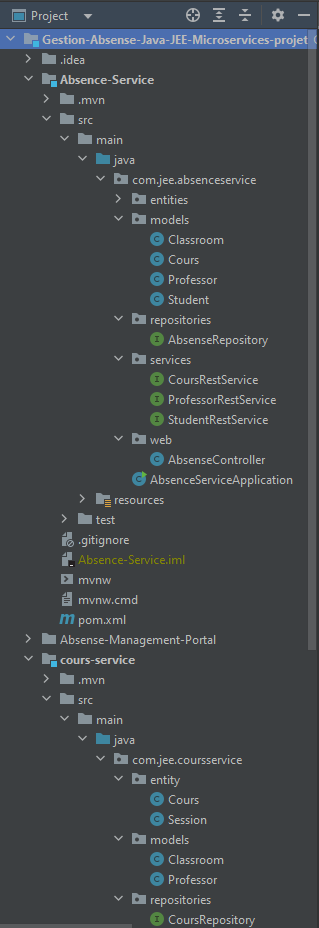 Project
Gestion-Absense-Java-JEE-Microservices-projet
.idea
Absence-Service
.mvn
src
main
java
com.jee.absenceservice
entities
models
Classroom
Cours
Professor
Student
repositories
AbsenseRepository
services
CoursRestService
ProfessorRestService
StudentRestService
web
AbsenseController
AbsenceServiceApplication
resources
test
.gitignore
Absence-Service.iml
mvnw
mvnw.cmd
pom.xml
Absense-Management-Portal
cours-service
.mvn
src
main
java
com.jee.coursservice
entity
Cours
Session
models
Classroom
Professor
repositories
CoursRepository